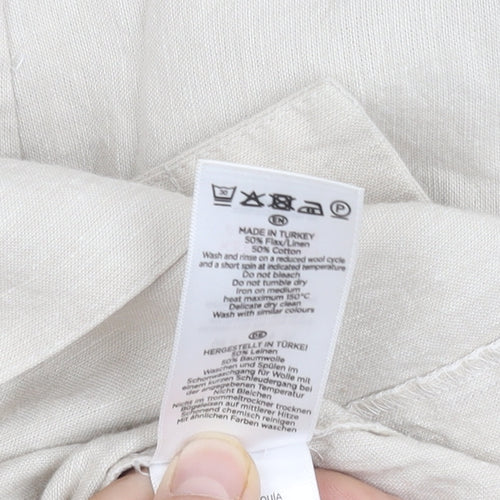 30
P
EN
MADE IN TURKEY
50% Flax/Linen
50% Cotton
Wash and rinse on a reduced wool cycle
and a short spin at indicated temperature
Do not bleach
Do not tumble dry
Iron on medium
heat maximum 150°C
Delicate dry clean
Wash with similar colours
DE
HERGESTELLT IN TÜRKEI
50% Leinen
50% Baumwolle
Waschen und Spülen im
Schonwaschgang für Wolle mit
einem kurzen Schleudergang bei
der angegebenen Temperatur
Nicht Bleichen
Nicht im Trommeltrockner trocknen
Bügeleisen auf mittlerer Hitze
Schonend chemisch reinigen
Mit ähnlichen Farben waschen